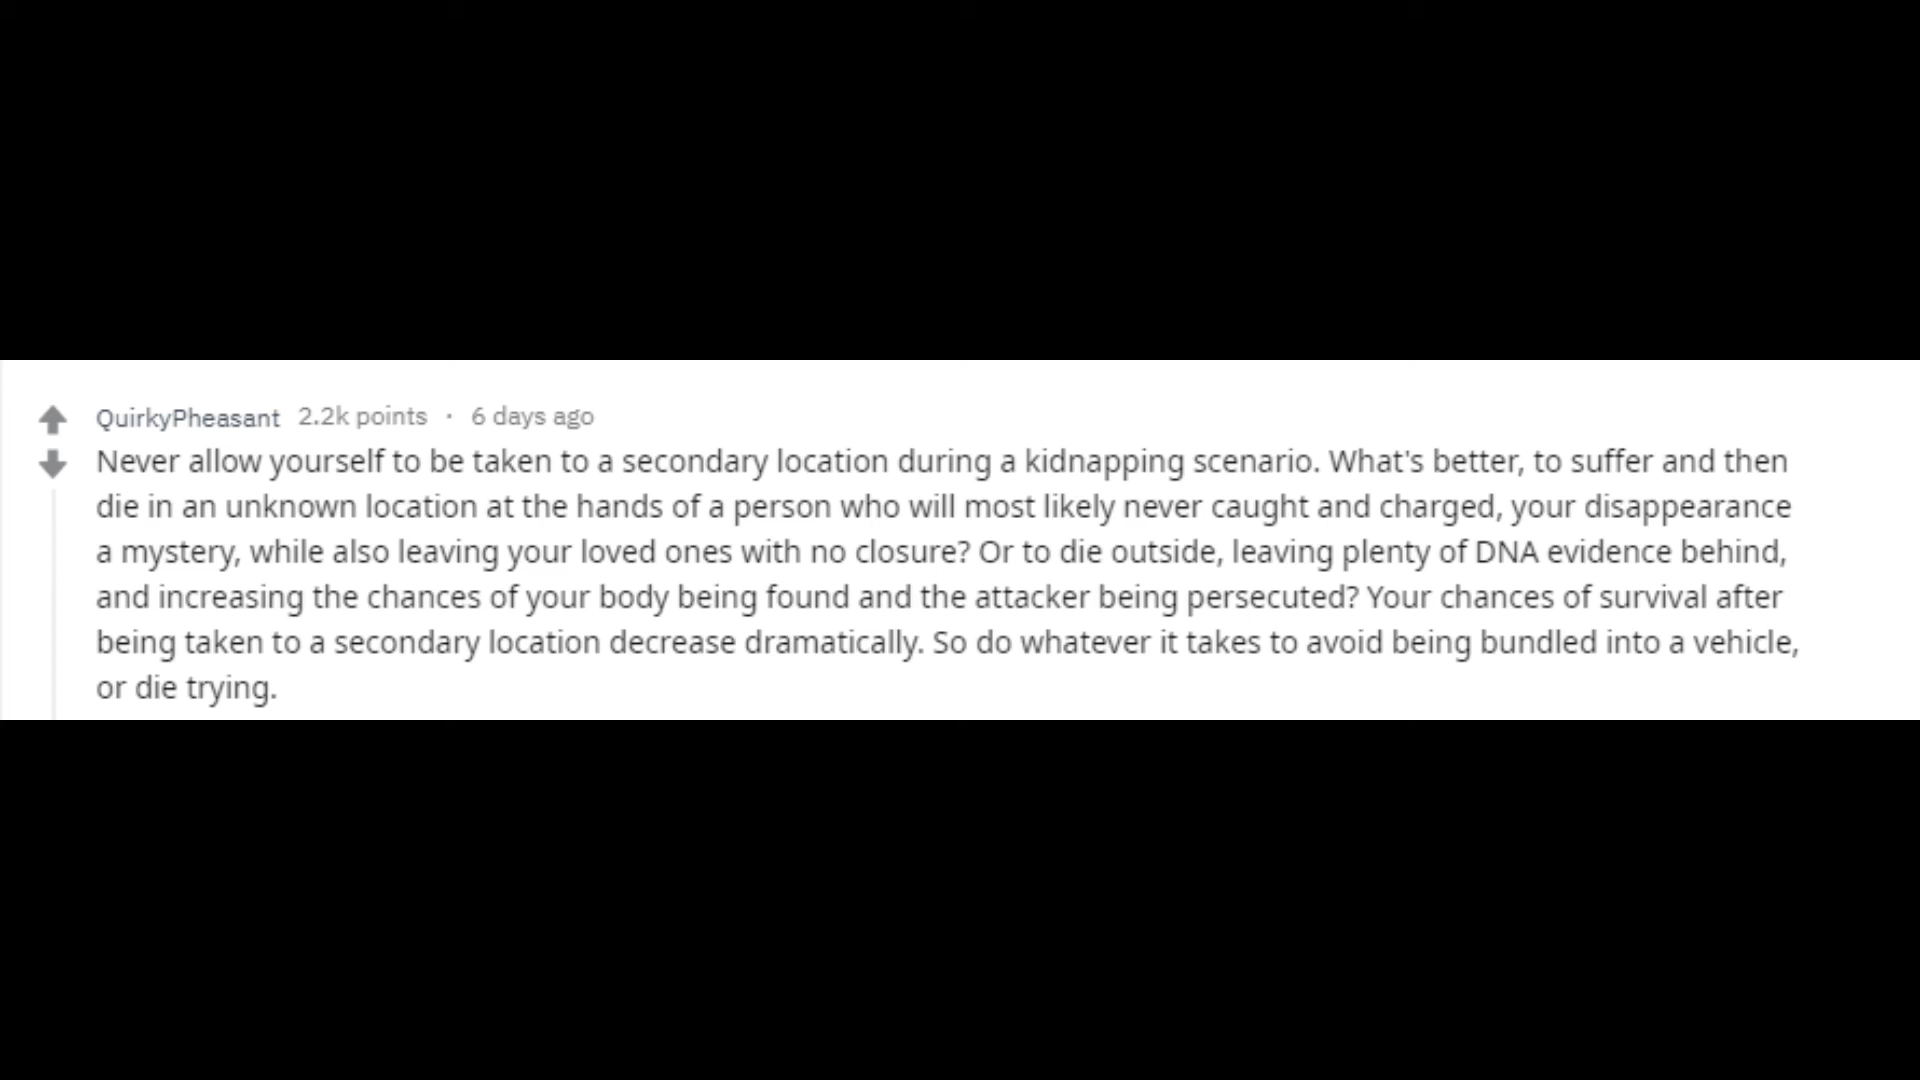 QuirkyPheasant 2.2k points · 6 days ago
Never allow yourself to be taken to a secondary location during a kidnapping scenario. What's better, to suffer and then
die in an unknown location at the hands of a person who will most likely never caught and charged, your disappearance
a mystery, while also leaving your loved ones with no closure? Or to die outside, leaving plenty of DNA evidence behind,
and increasing the chances of your body being found and the attacker being persecuted? Your chances of survival after
being taken to a secondary location decrease dramatically. So do whatever it takes to avoid being bundled into a vehicle,
or die trying.